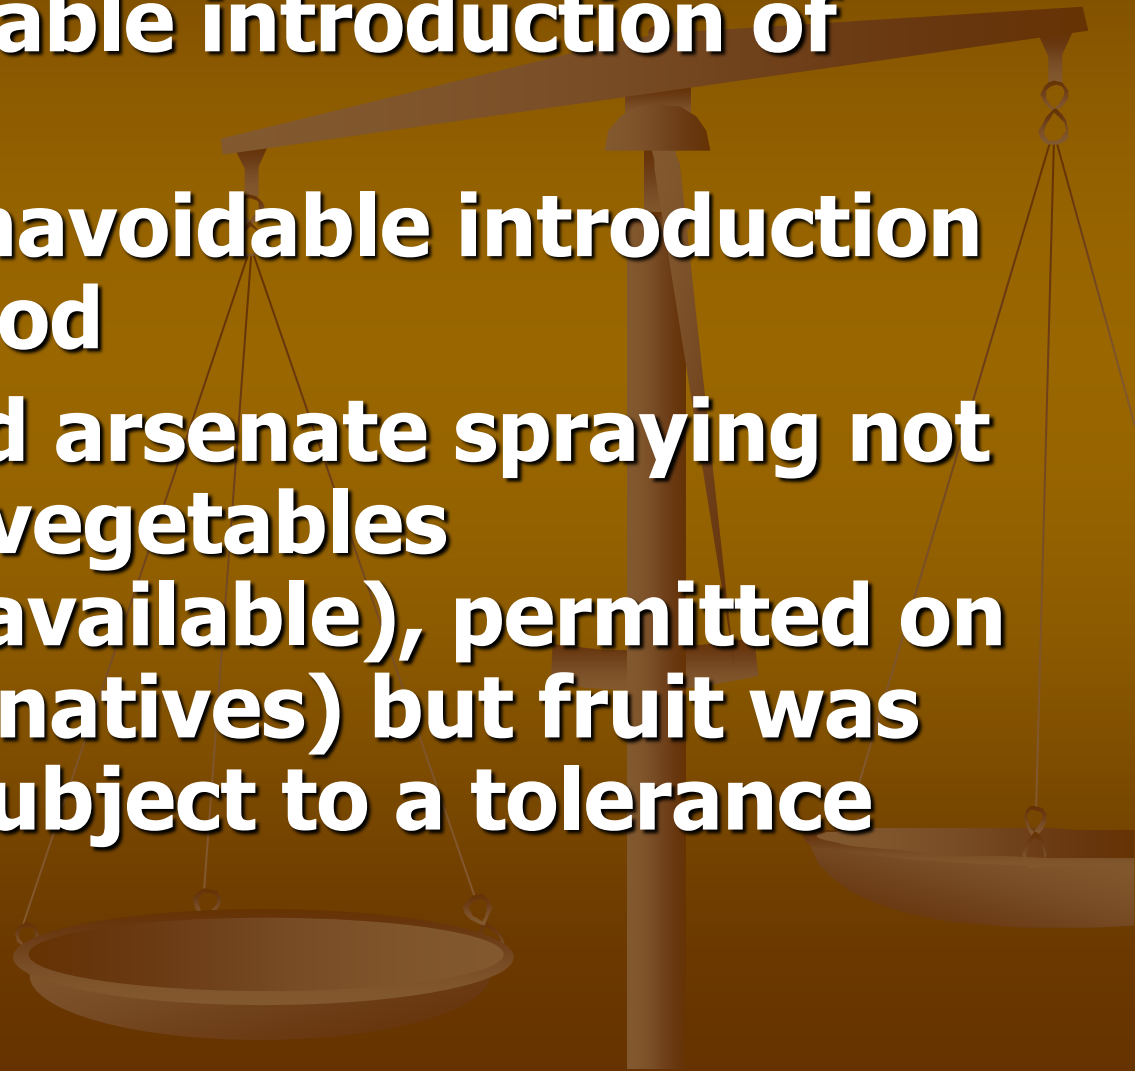 able introduction of
navoidable introduction
od
d arsenate spraying not
vegetables
available), permitted on
natives) but fruit was
ubject to a tolerance